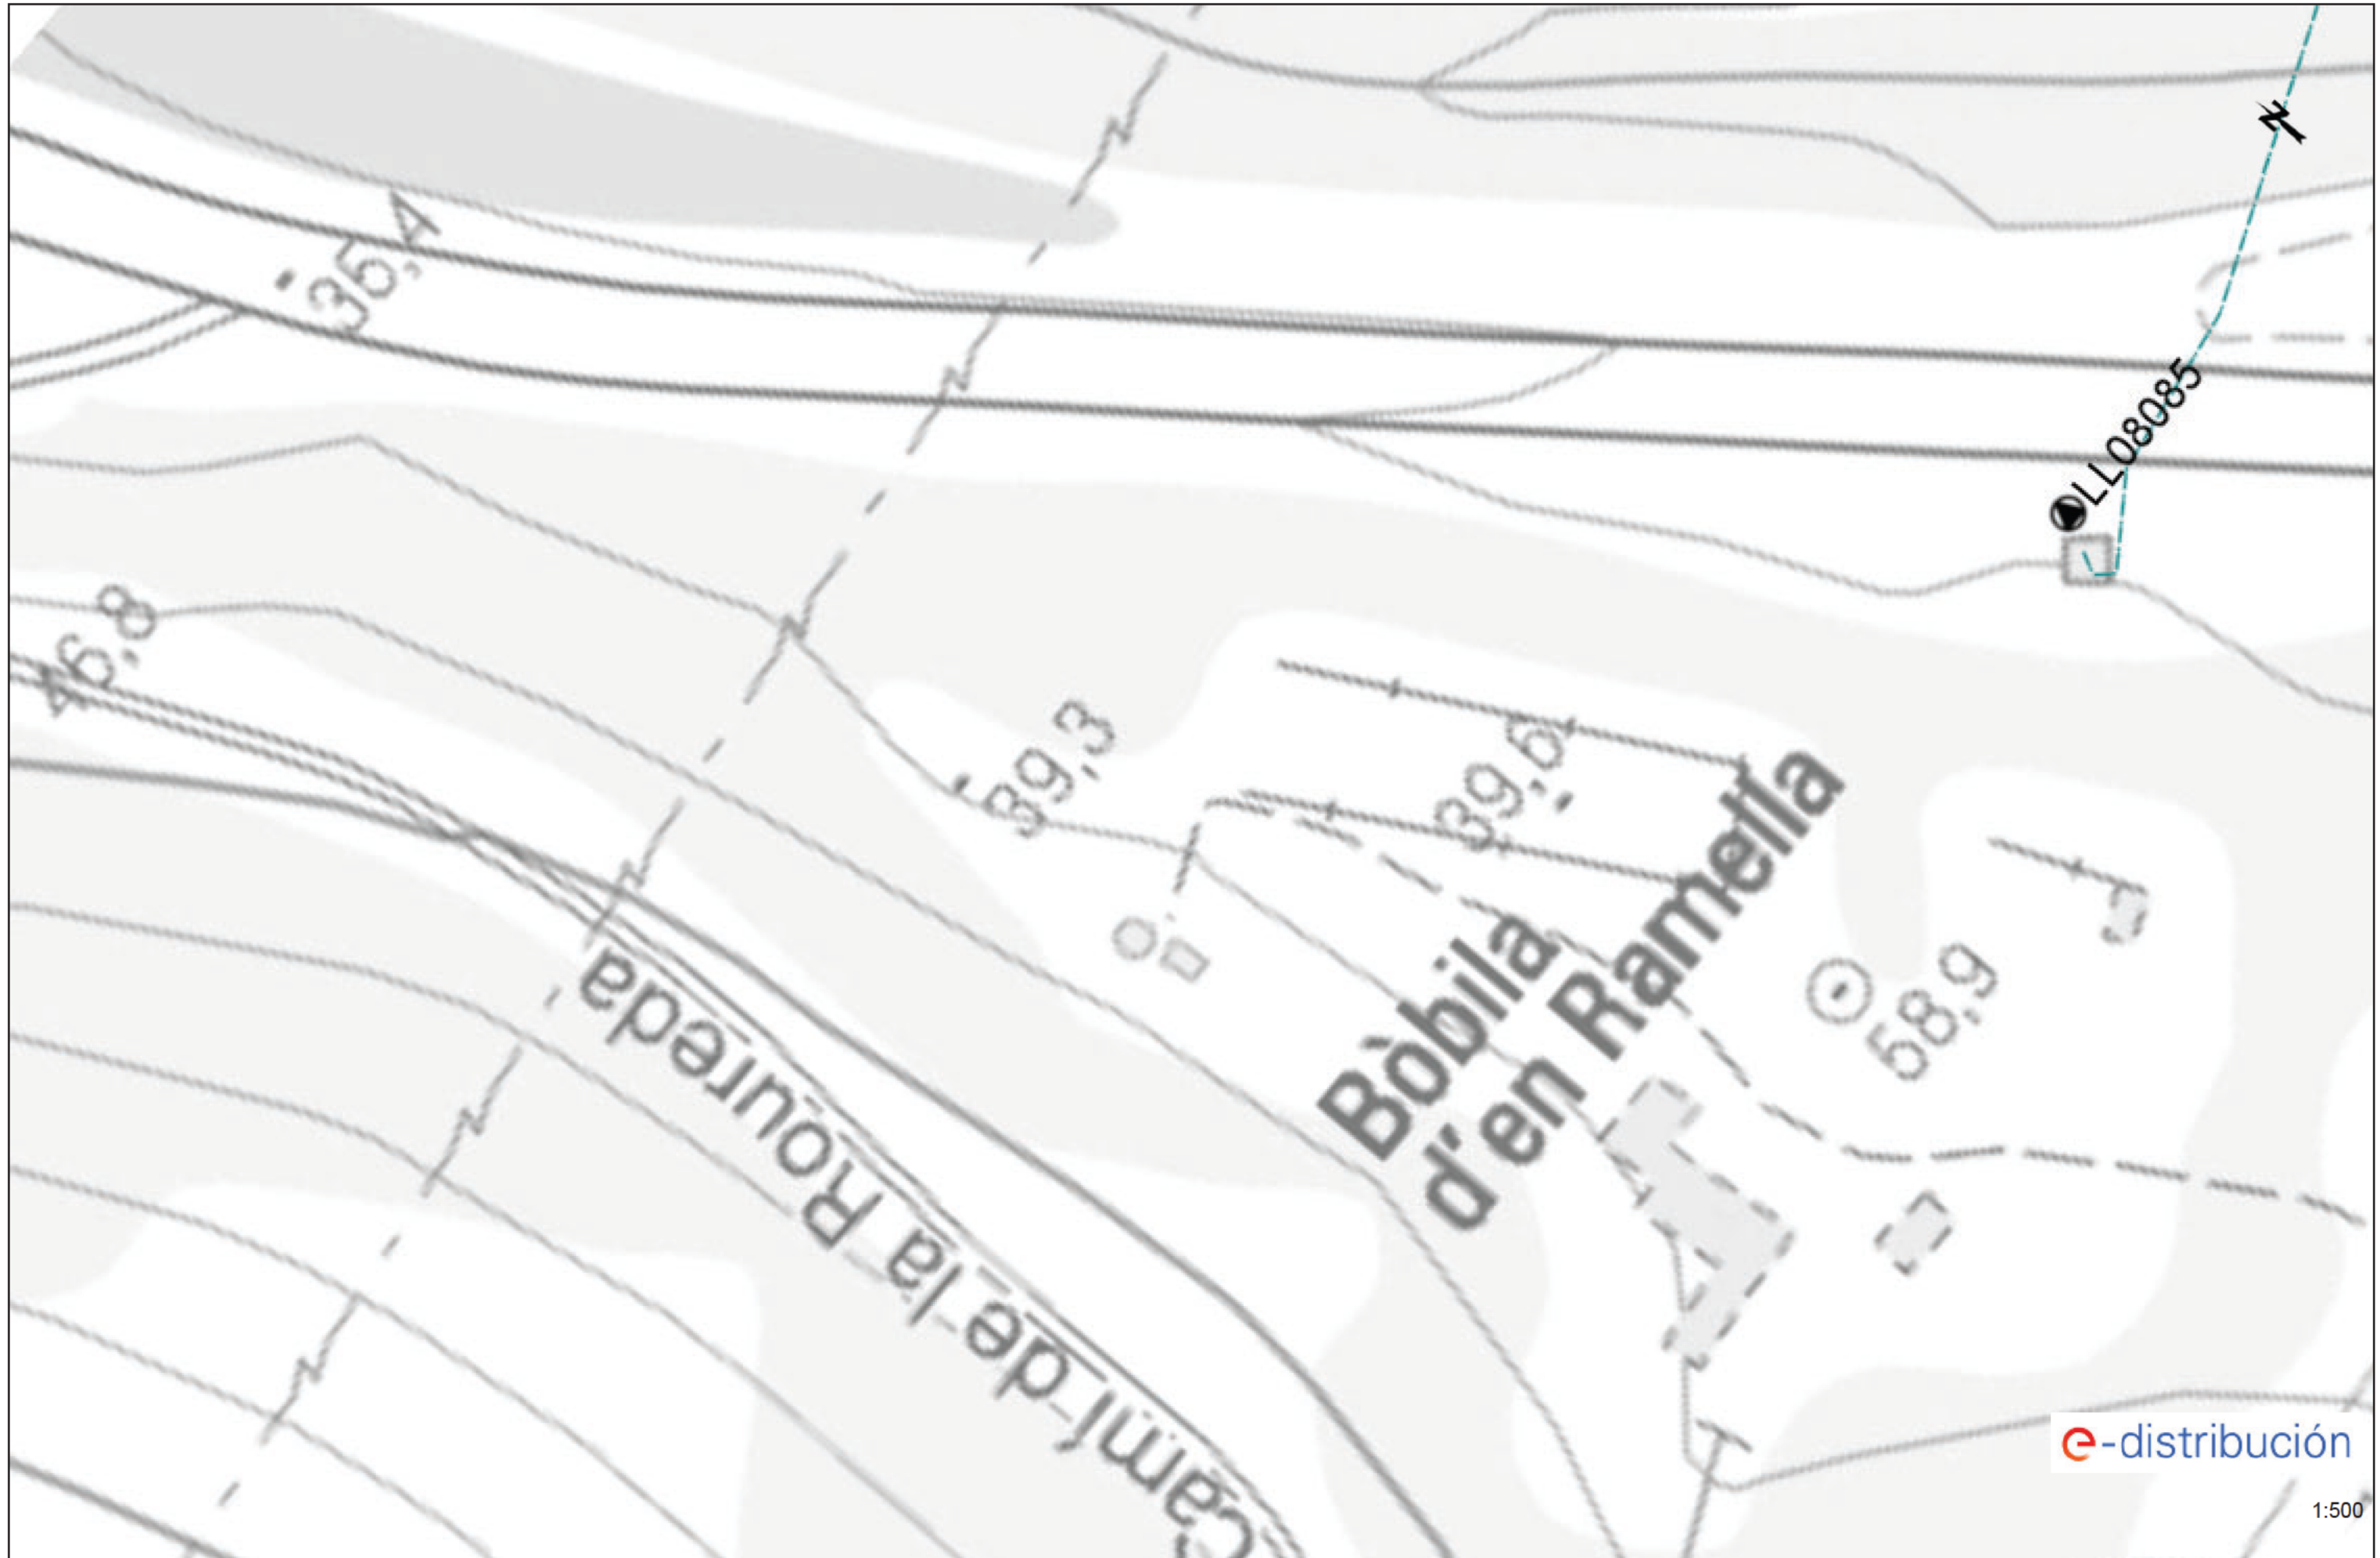 35,4
LL08085
46,8
39,3
39,6
Bòbila
d'en Ramella
58,9
Camí de la Roureda
e-distribución
1:500